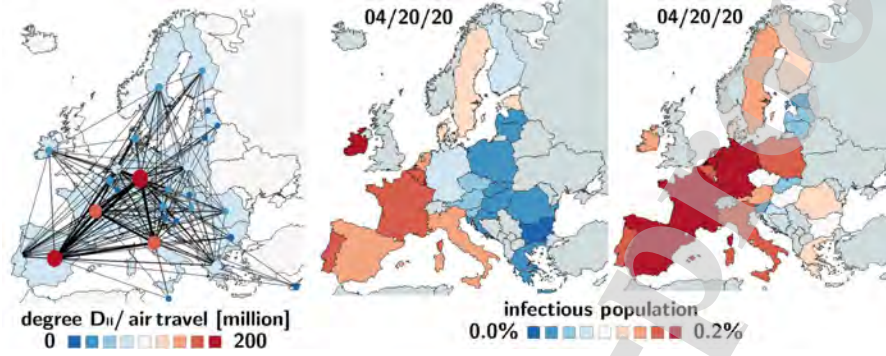 04/20/20
04/20/20
degree D_II/ air travel [million]
0 200
infectious population
0.0% 0.2%